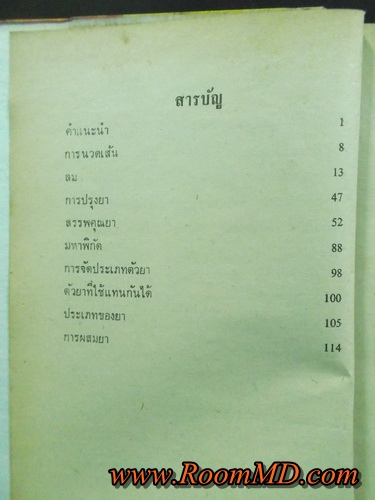 สารบัญ
คำแนะนำ 1
การนวดเส้น 8
ลม 13
การปรุงยา 47
สรรพคุณยา 52
มหาพิกัด 88
การจัดประเภทตัวยา 98
ตัวยาที่ใช้แทนกันได้ 100
ประเภทของยา 105
การผสมยา 114
www.RoomMD.com